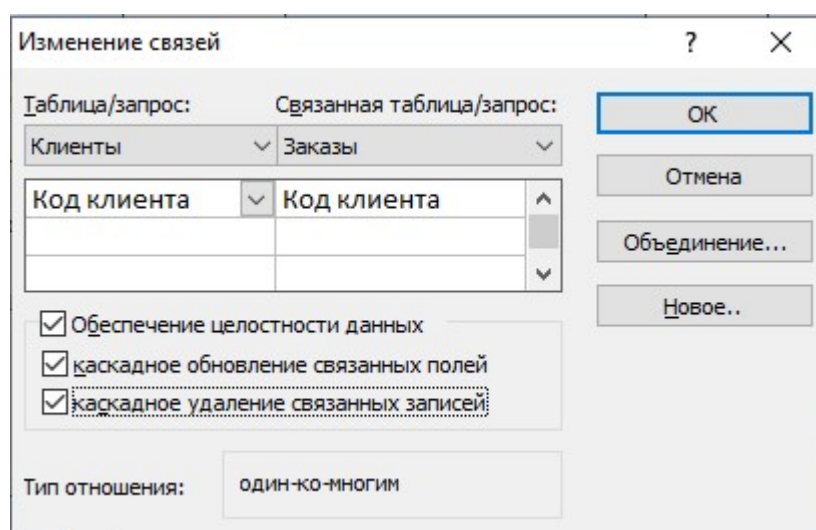 Изменение связей ?
Таблица/запрос: Связанная таблица/запрос:
Клиенты Заказы
Код клиента Код клиента
Обеспечение целостности данных
каскадное обновление связанных полей
каскадное удаление связанных записей
Тип отношения: один-ко-многим
ОК
Отмена
Объединение...
Новое..